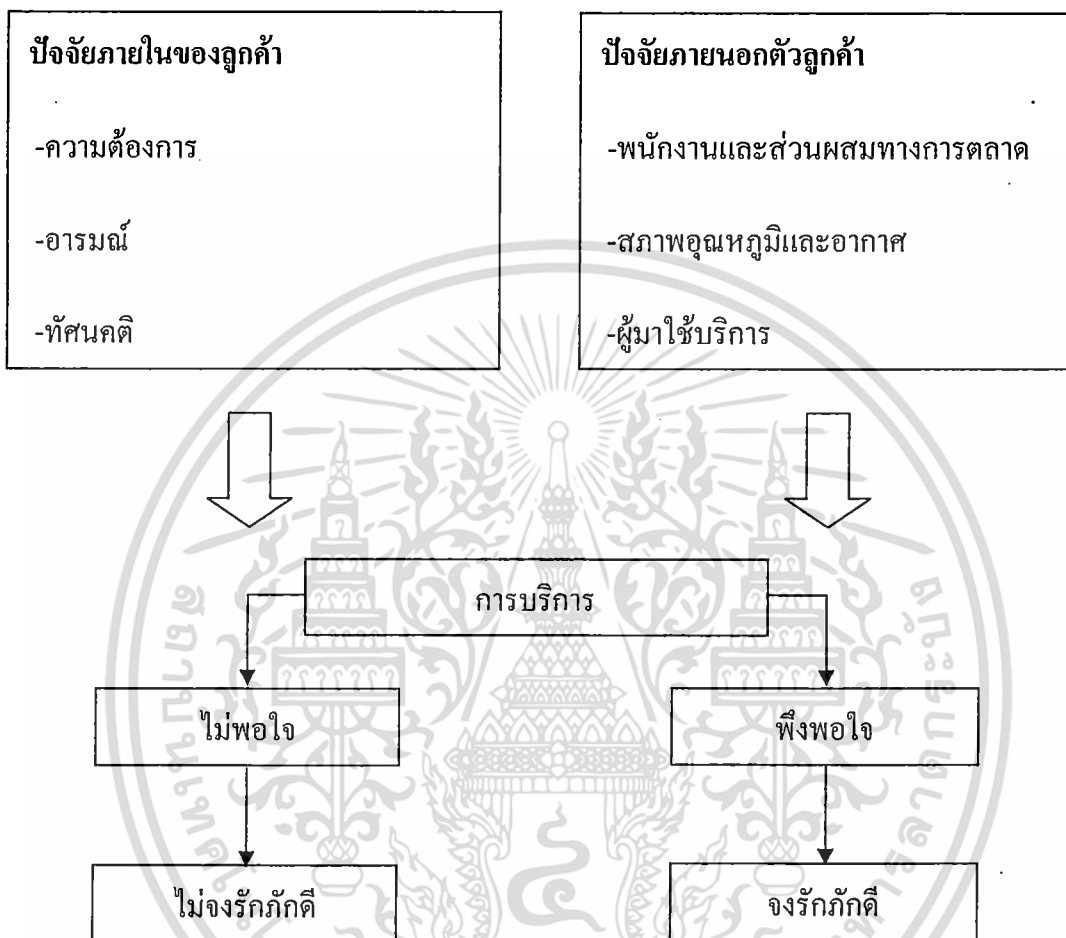 ปัจจัยภายในของลูกค้า
-ความต้องการ
-อารมณ์
-ทัศนคติ
ปัจจัยภายนอกตัวลูกค้า
-พนักงานและส่วนผสมทางการตลาด
-สภาพอุณหภูมิและอากาศ
-ผู้มาใช้บริการ
การบริการ
ไม่พอใจ
พึงพอใจ
ไม่จงรักภักดี
จงรักภักดี